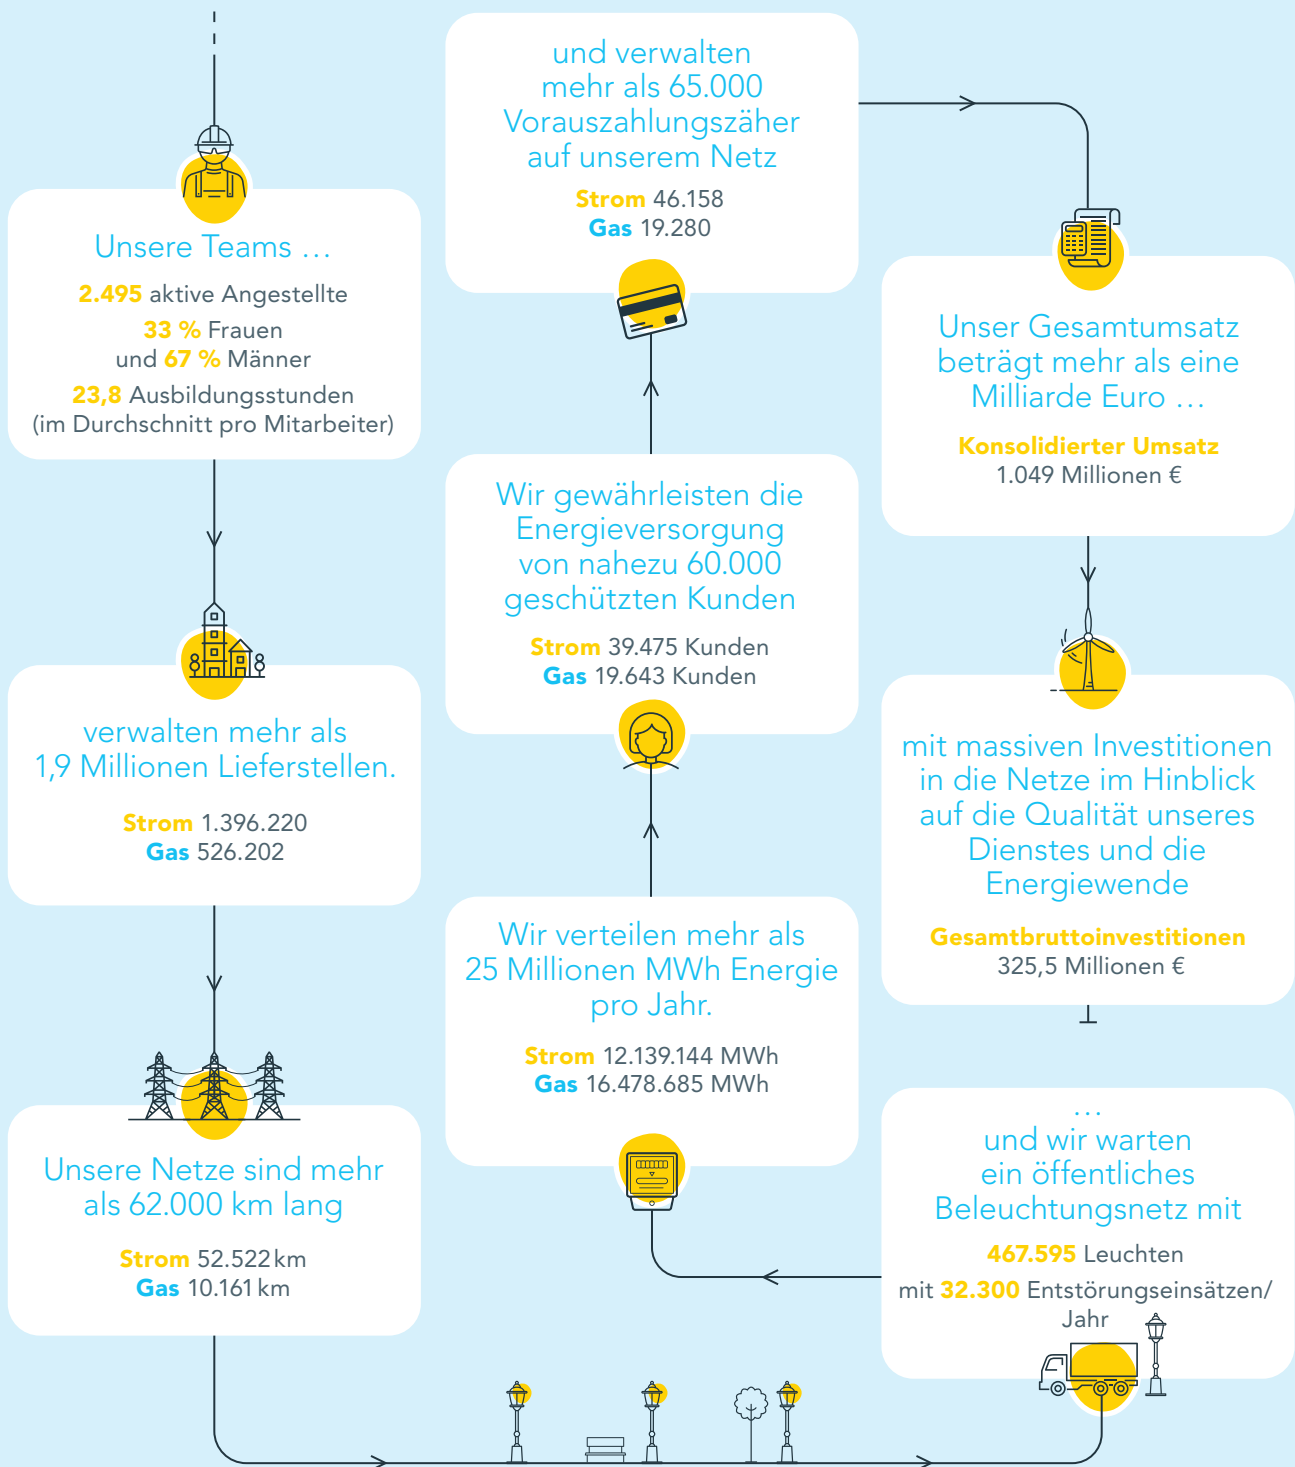 Unsere Teams …
2.495 aktive Angestellte
33 % Frauen
und 67 % Männer
23,8 Ausbildungsstunden
(im Durchschnitt pro Mitarbeiter)
verwalten mehr als
1,9 Millionen Lieferstellen.
Strom 1.396.220
Gas 526.202
Unsere Netze sind mehr
als 62.000 km lang
Strom 52.522 km
Gas 10.161 km
…
und wir warten
ein öffentliches
Beleuchtungsnetz mit
467.595 Leuchten
mit 32.300 Entstörungseinsätzen/
Jahr
Wir verteilen mehr als
25 Millionen MWh Energie
pro Jahr.
Strom 12.139.144 MWh
Gas 16.478.685 MWh
Wir gewährleisten die
Energieversorgung
von nahezu 60.000
geschützten Kunden
Strom 39.475 Kunden
Gas 19.643 Kunden
und verwalten
mehr als 65.000
Vorauszahlungszäher
auf unserem Netz
Strom 46.158
Gas 19.280
Unser Gesamtumsatz
beträgt mehr als eine
Milliarde Euro …
Konsolidierter Umsatz
1.049 Millionen €
mit massiven Investitionen
in die Netze im Hinblick
auf die Qualität unseres
Dienstes und die
Energiewende
Gesamtbruttoinvestitionen
325,5 Millionen €